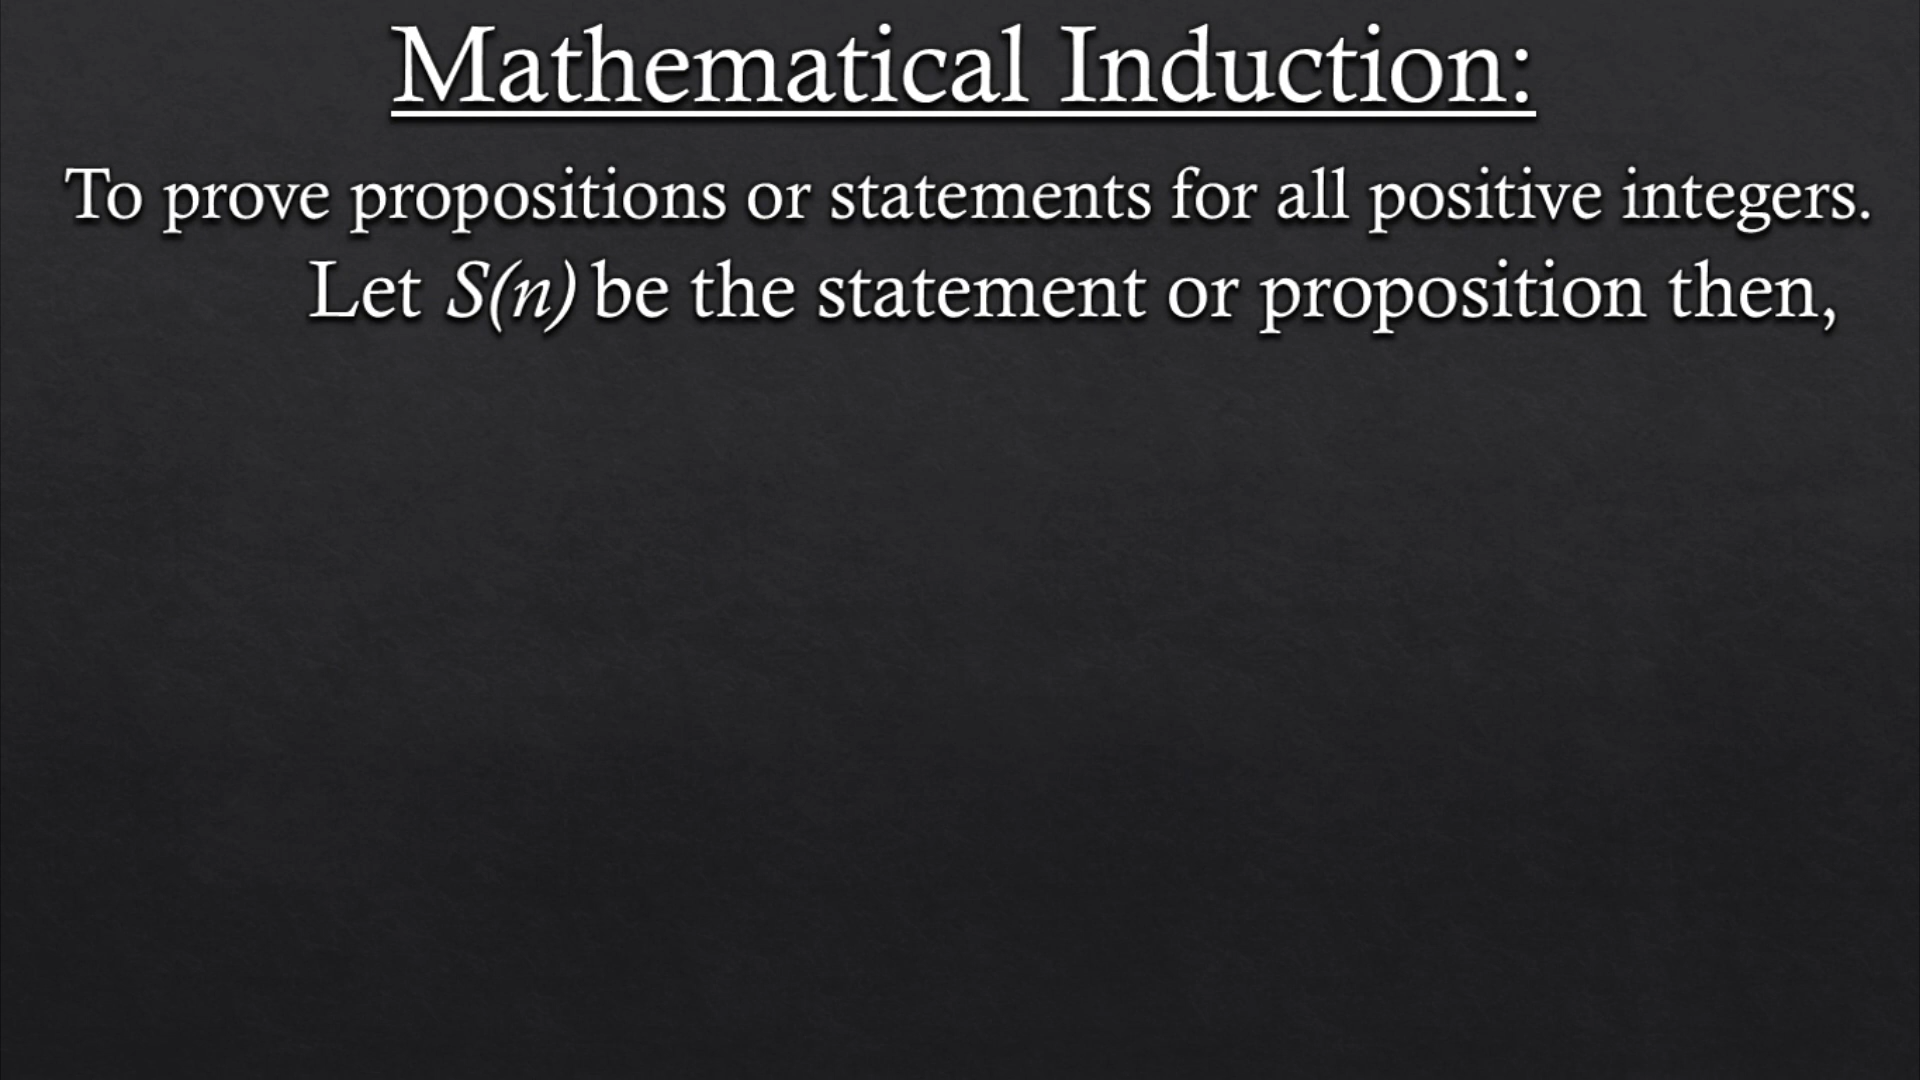 Mathematical Induction:
To prove propositions or statements for all positive integers.
Let S(n) be the statement or proposition then,